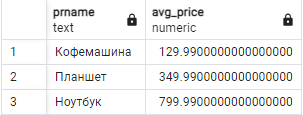 prname avg_price
text numeric
1 Кофемашина 129.9900000000000000
2 Планшет 349.9900000000000000
3 Ноутбук 799.9900000000000000